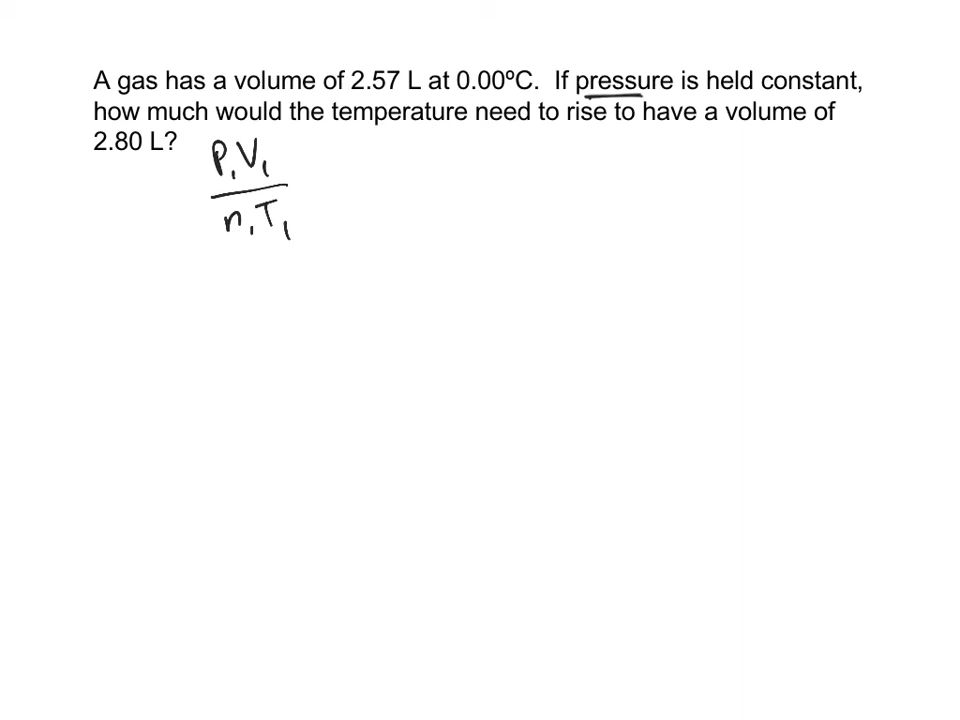 A gas has a volume of 2.57 L at 0.00ºC.  If pressure is held constant,
how much would the temperature need to rise to have a volume of
2.80 L?
P₁V₁
n₁T₁